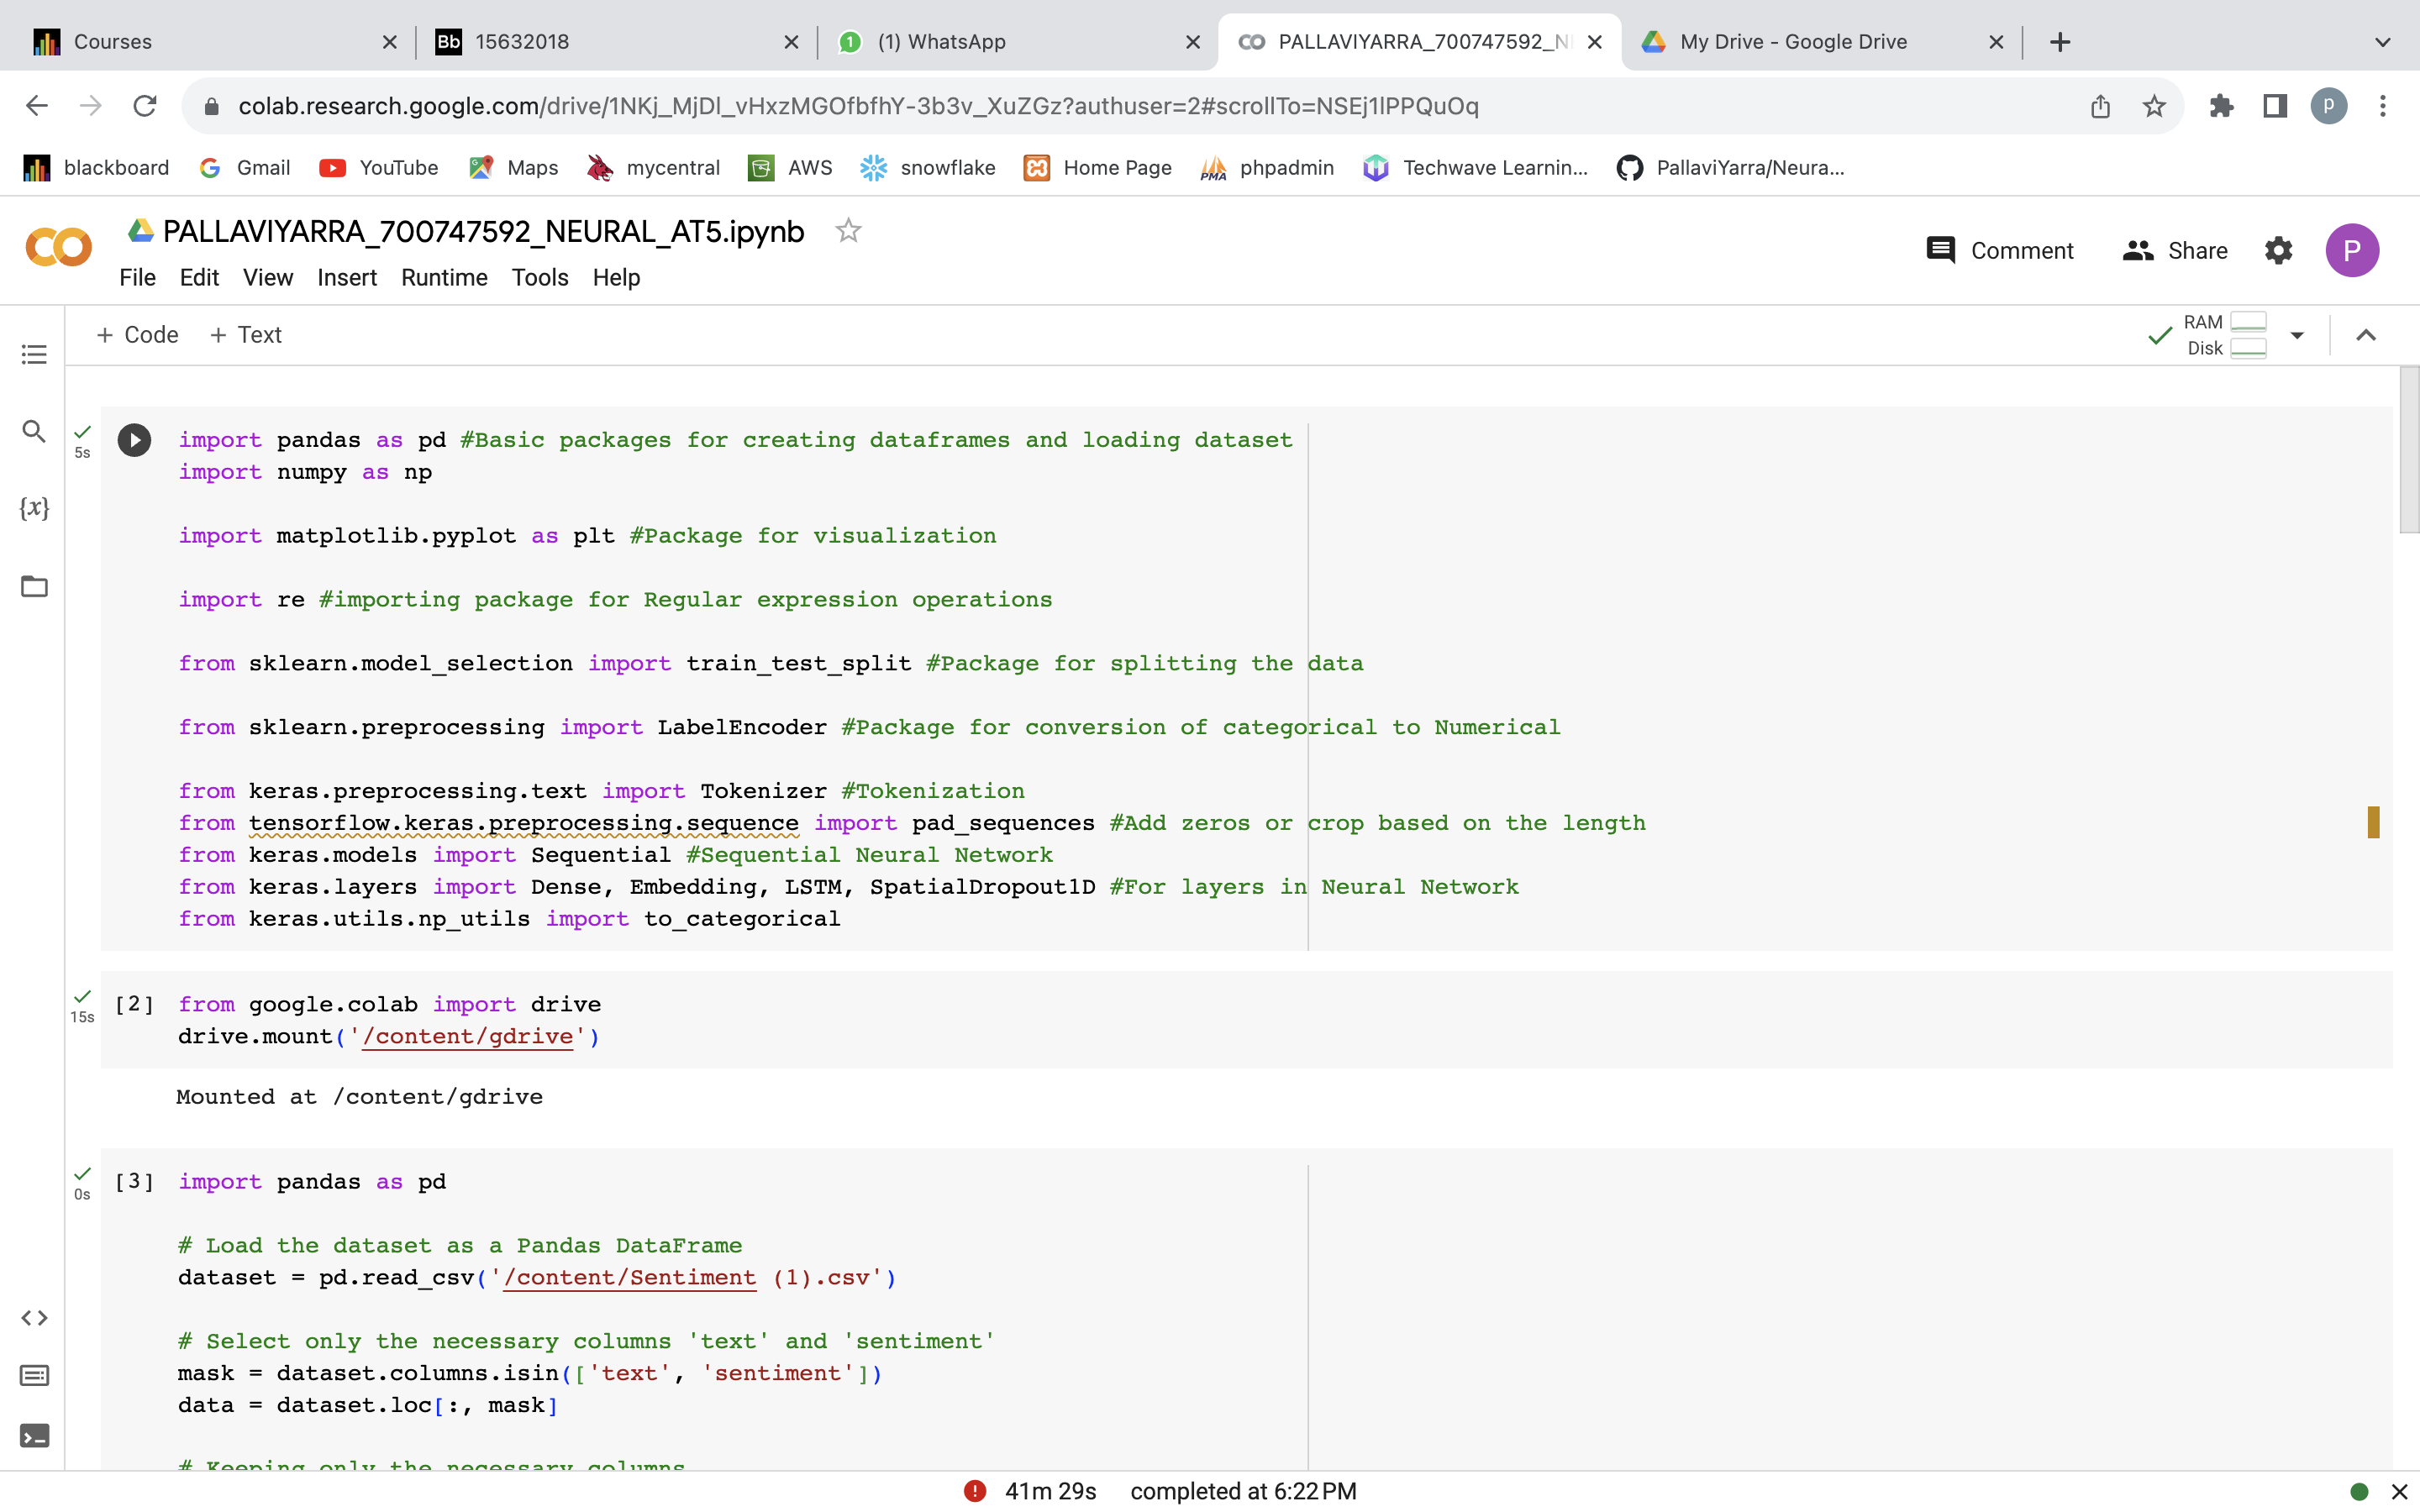 Courses
Bb 15632018
1 (1) WhatsApp
PALLAVIYARRA_700747592_N
My Drive - Google Drive
colab.research.google.com/drive/1NKj_MjDl_vHxzMGOfbfhY-3b3v_XuZGz?authuser=2#scrollTo=NSEj1lPPQuOq
p
blackboard
Gmail
YouTube
Maps
mycentral
AWS
snowflake
Home Page
PMA phpadmin
Techwave Learnin...
PallaviYarra/Neura...
PALLAVIYARRA_700747592_NEURAL_AT5.ipynb
File Edit View Insert Runtime Tools Help
Comment
Share
P
+ Code + Text
RAM
Disk
5s
import pandas as pd #Basic packages for creating dataframes and loading dataset
import numpy as np
import matplotlib.pyplot as plt #Package for visualization
import re #importing package for Regular expression operations
from sklearn.model_selection import train_test_split #Package for splitting the data
from sklearn.preprocessing import LabelEncoder #Package for conversion of categorical to Numerical
from keras.preprocessing.text import Tokenizer #Tokenization
from tensorflow.keras.preprocessing.sequence import pad_sequences #Add zeros or crop based on the length
from keras.models import Sequential #Sequential Neural Network
from keras.layers import Dense, Embedding, LSTM, SpatialDropout1D #For layers in Neural Network
from keras.utils.np_utils import to_categorical
15s
[2] from google.colab import drive
drive.mount('/content/gdrive')
Mounted at /content/gdrive
0s
[3] import pandas as pd
# Load the dataset as a Pandas DataFrame
dataset = pd.read_csv('/content/Sentiment (1).csv')
# Select only the necessary columns 'text' and 'sentiment'
mask = dataset.columns.isin(['text', 'sentiment'])
data = dataset.loc[:, mask]
# Keeping only the necessary columns
41m 29s completed at 6:22 PM